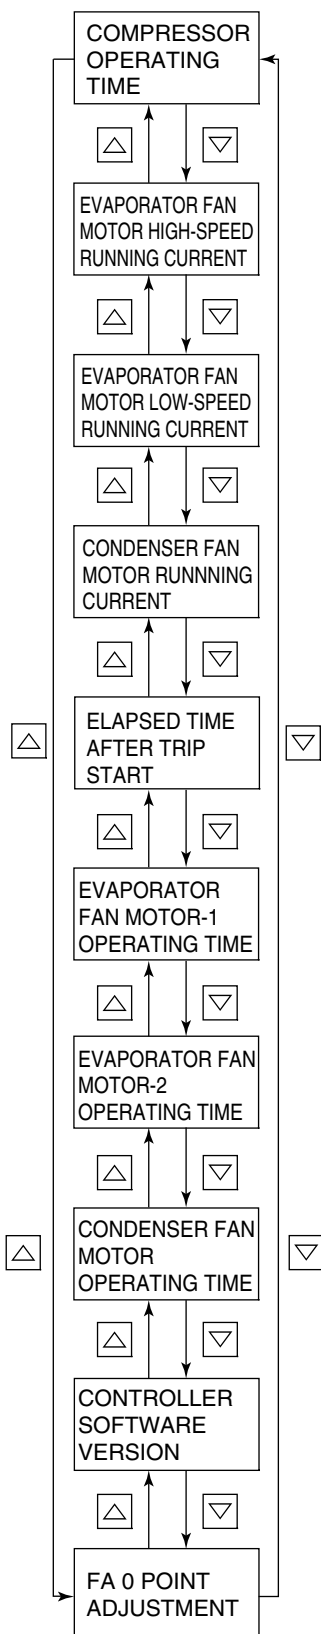 COMPRESSOR
OPERATING
TIME
EVAPORATOR FAN
MOTOR HIGH-SPEED
RUNNING CURRENT
EVAPORATOR FAN
MOTOR LOW-SPEED
RUNNING CURRENT
CONDENSER FAN
MOTOR RUNNNING
CURRENT
ELAPSED TIME
AFTER TRIP
START
EVAPORATOR
FAN MOTOR-1
OPERATING TIME
EVAPORATOR FAN
MOTOR-2
OPERATING TIME
CONDENSER FAN
MOTOR
OPERATING TIME
CONTROLLER
SOFTWARE
VERSION
FA 0 POINT
ADJUSTMENT